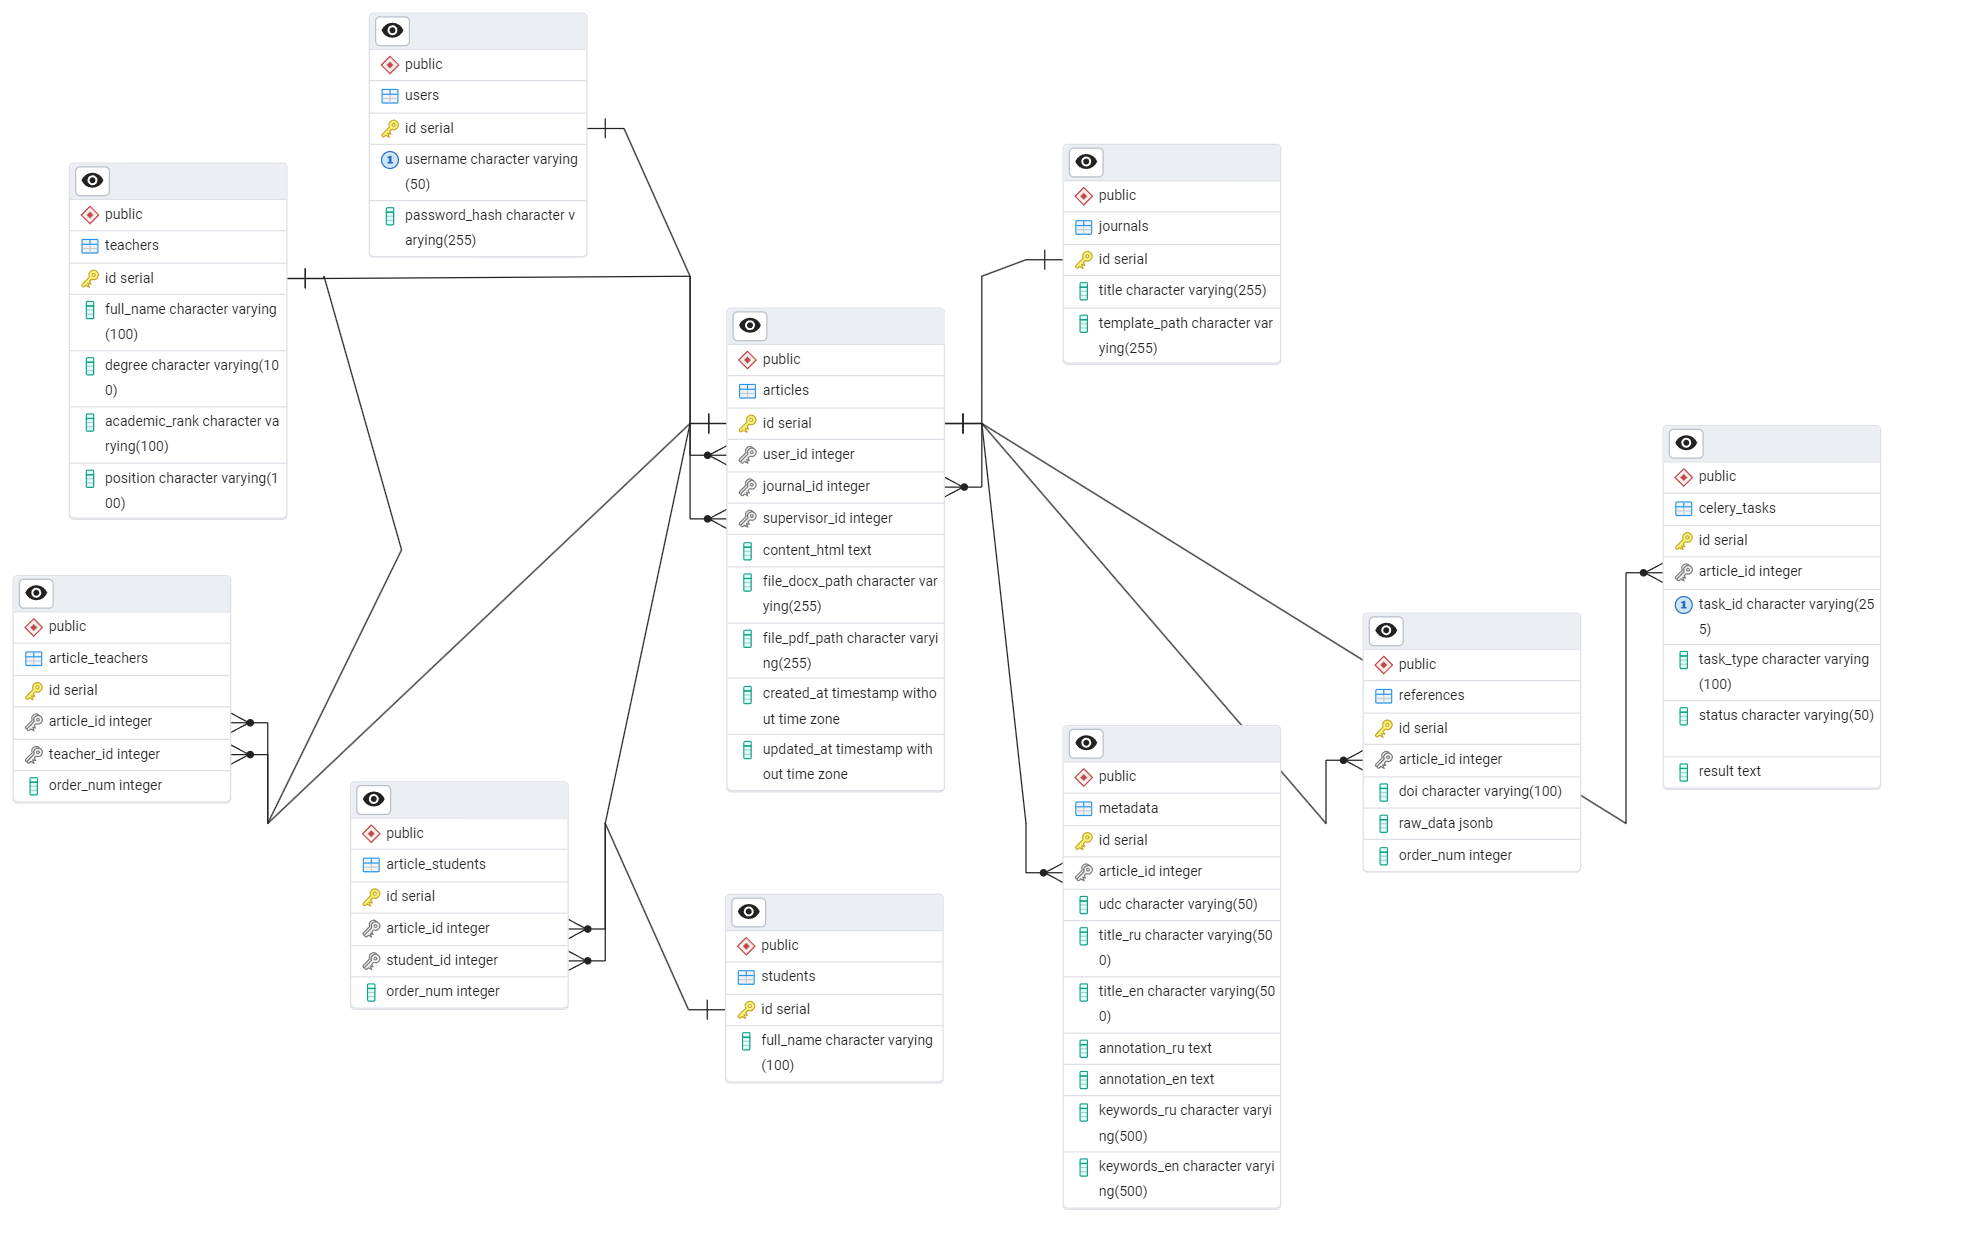 public
users
id serial
username character varying
(50)
password_hash character v
arying(255)
public
teachers
id serial
full_name character varying
(100)
degree character varying(10
0)
academic_rank character va
rying(100)
position character varying(1
00)
public
journals
id serial
title character varying(255)
template_path character var
ying(255)
public
articles
id serial
user_id integer
journal_id integer
supervisor_id integer
content_html text
file_docx_path character var
ying(255)
file_pdf_path character varyi
ng(255)
created_at timestamp witho
ut time zone
updated_at timestamp with
out time zone
public
celery_tasks
id serial
article_id integer
task_id character varying(25
5)
task_type character varying
(100)
status character varying(50)
result text
public
article_teachers
id serial
article_id integer
teacher_id integer
order_num integer
public
references
id serial
article_id integer
doi character varying(100)
raw_data jsonb
order_num integer
public
article_students
id serial
article_id integer
student_id integer
order_num integer
public
students
id serial
full_name character varying
(100)
public
metadata
id serial
article_id integer
udc character varying(50)
title_ru character varying(50
0)
title_en character varying(50
0)
annotation_ru text
annotation_en text
keywords_ru character varyi
ng(500)
keywords_en character varyi
ng(500)